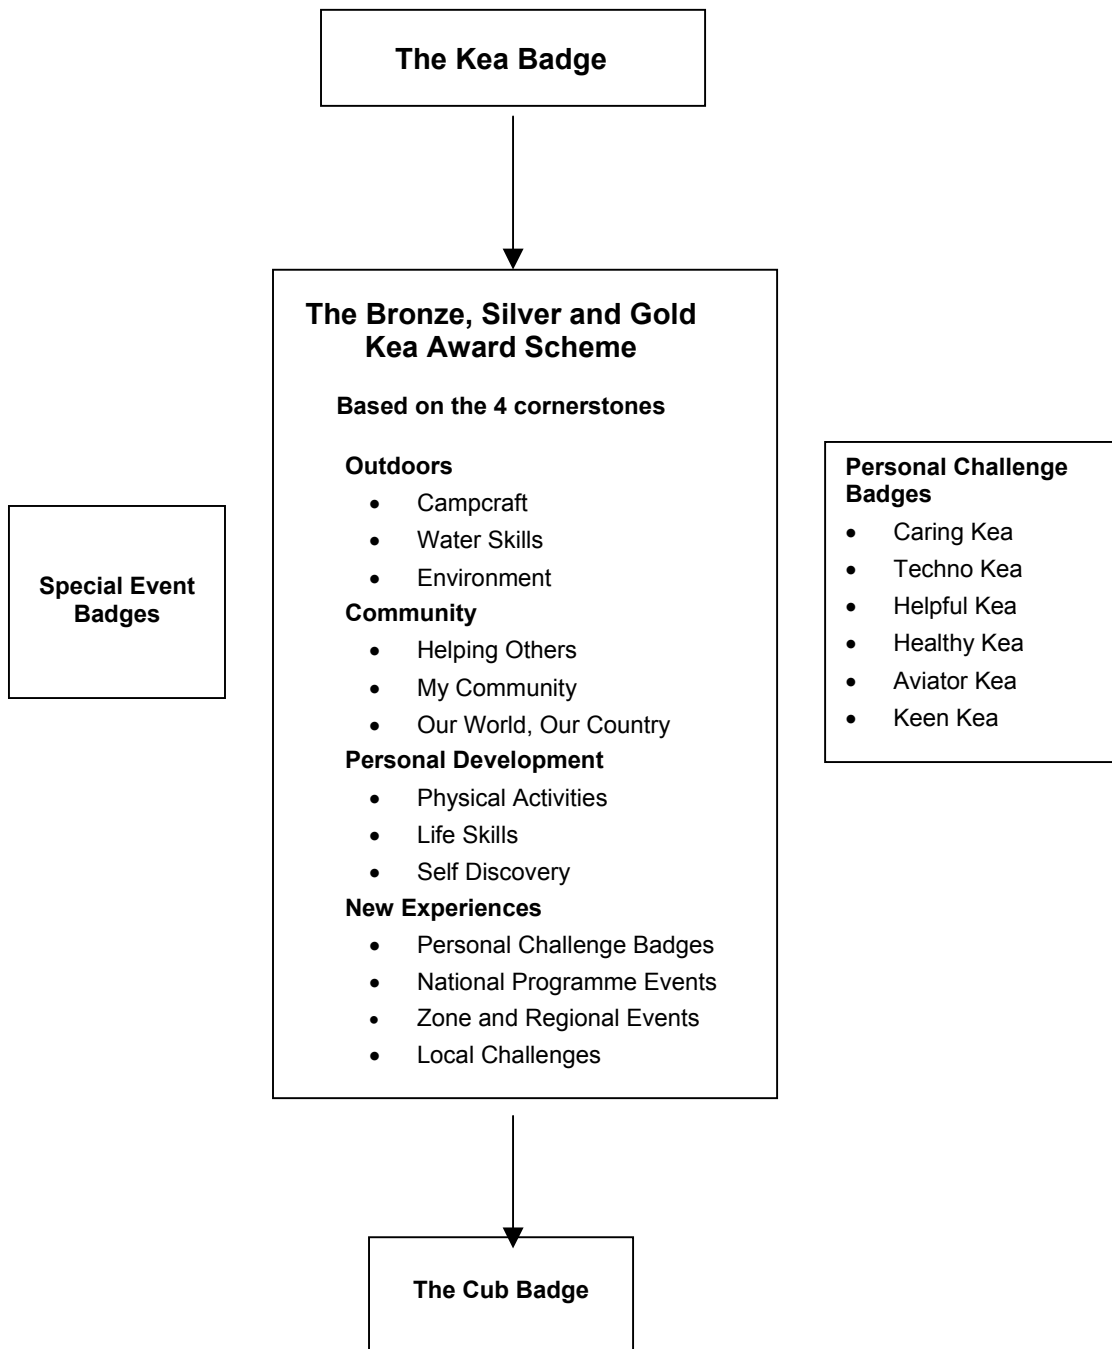 The Kea Badge
The Bronze, Silver and Gold
Kea Award Scheme
Based on the 4 cornerstones
Outdoors
• Campcraft
• Water Skills
• Environment
Community
• Helping Others
• My Community
• Our World, Our Country
Personal Development
• Physical Activities
• Life Skills
• Self Discovery
New Experiences
• Personal Challenge Badges
• National Programme Events
• Zone and Regional Events
• Local Challenges
Special Event
Badges
Personal Challenge
Badges
• Caring Kea
• Techno Kea
• Helpful Kea
• Healthy Kea
• Aviator Kea
• Keen Kea
The Cub Badge